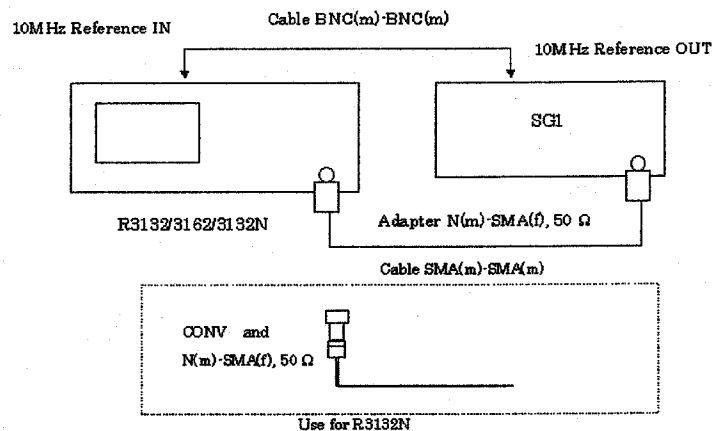 Cable BNC(m)-BNC(m)
10MHz Reference IN
10MHz Reference OUT
SG1
R3132/3162/3132N
Adapter N(m)-SMA(f), 50 Ω
Cable SMA(m)-SMA(m)
CONV and
N(m)-SMA(f), 50 Ω
Use for R3132N